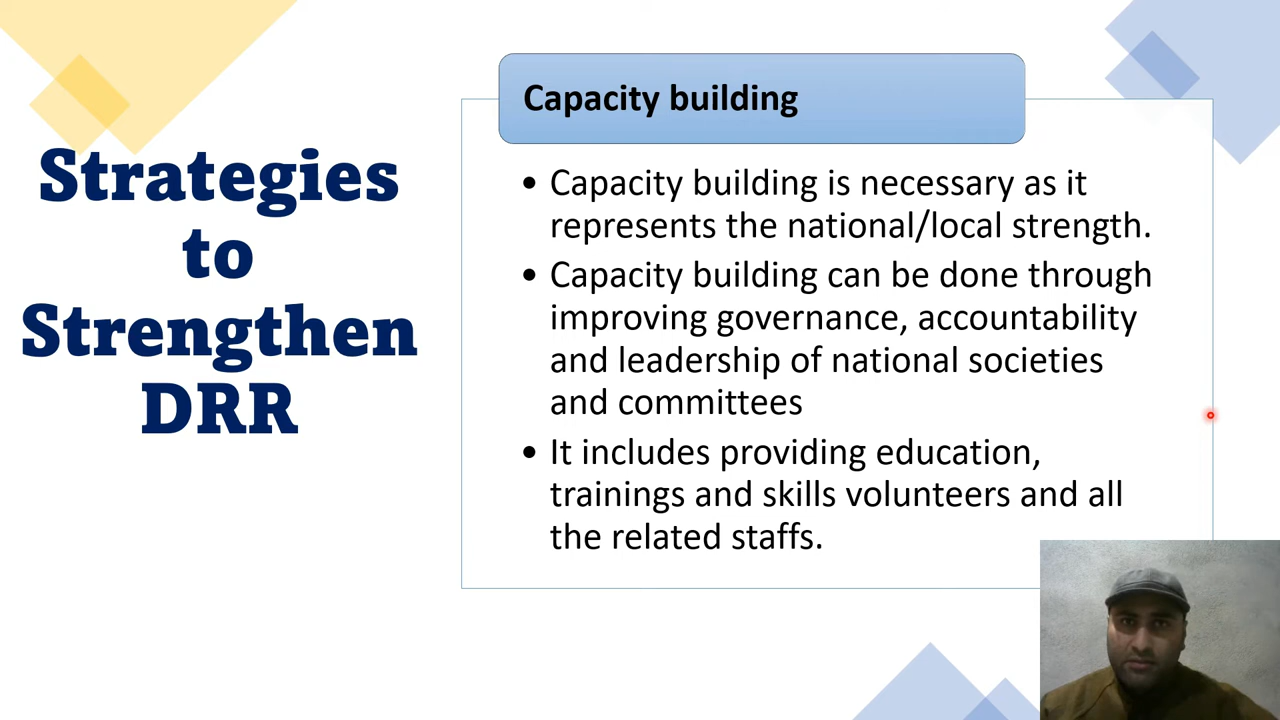 Strategies
to
Strengthen
DRR
Capacity building
• Capacity building is necessary as it
represents the national/local strength.
• Capacity building can be done through
improving governance, accountability
and leadership of national societies
and committees
• It includes providing education,
trainings and skills volunteers and all
the related staffs.